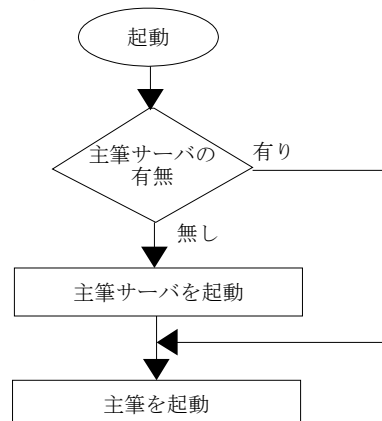 起動
主筆サーバの
有無
有り
無し
主筆サーバを起動
主筆を起動